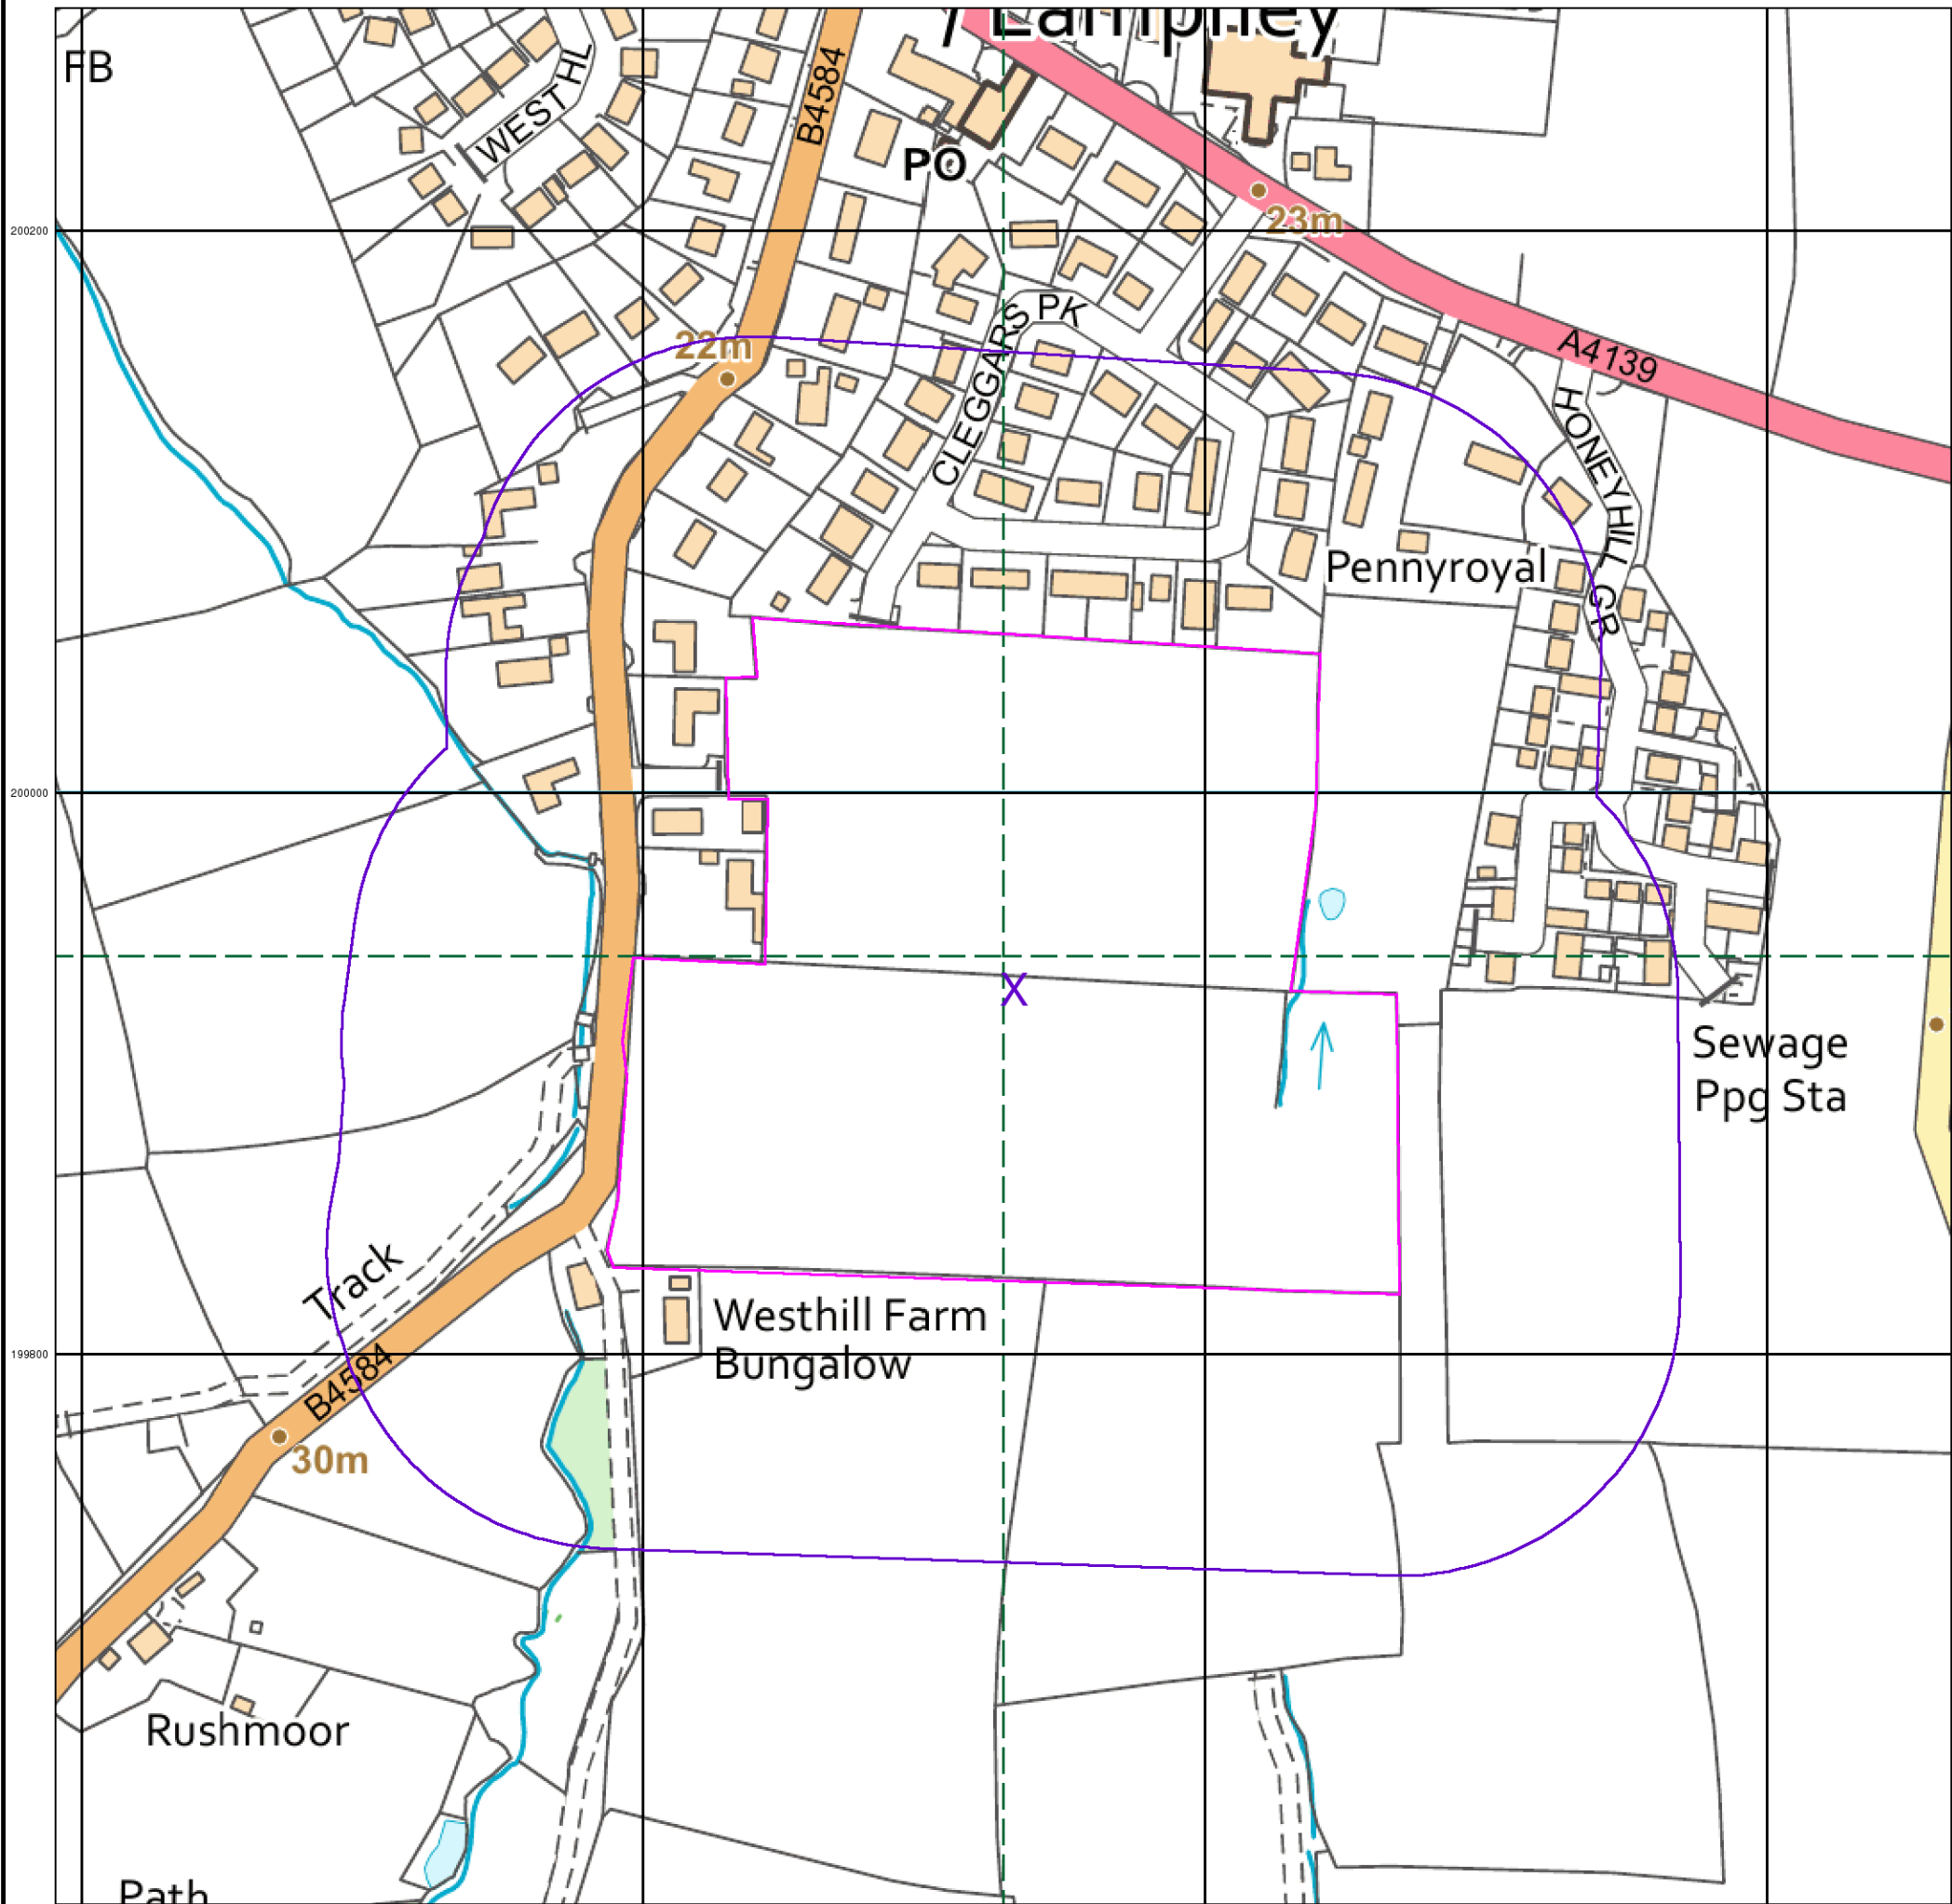 Lamphey
FB
WEST HL
B4584
PO
23m
200200
CLEGGARS PK
22m
A4139
HONEYHILL GR
Pennyroyal
200000
X
Sewage
Ppg Sta
Track
Westhill Farm
Bungalow
199800
B4584
30m
Rushmoor
Path